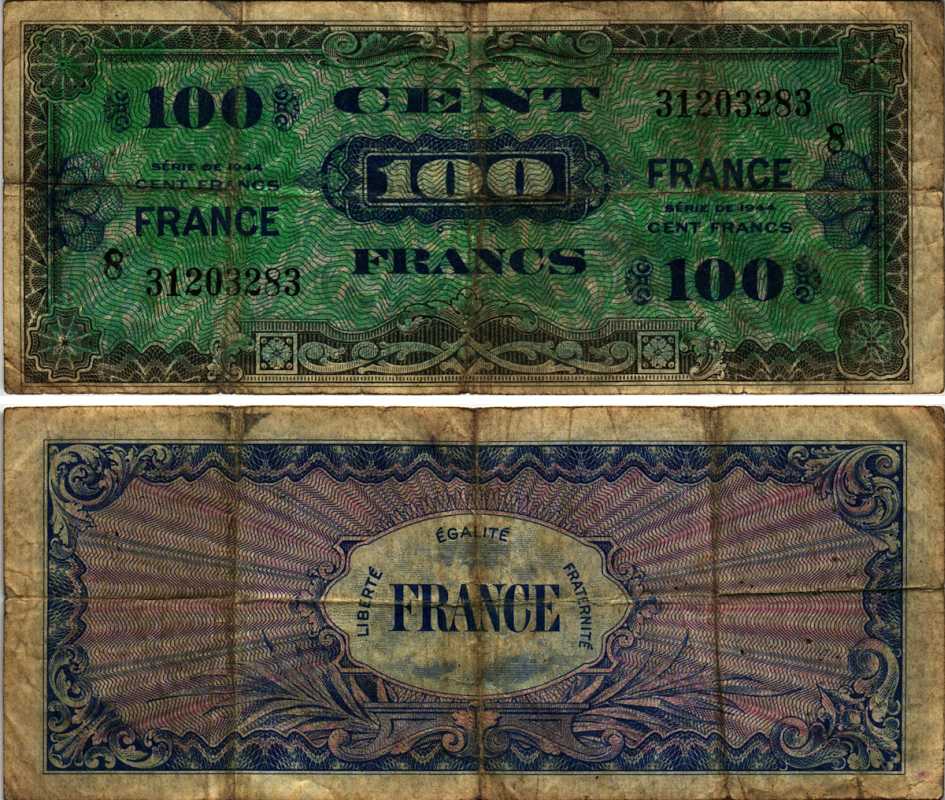 100 CENT 31203283
8
SÉRIE DE 1944
CENT FRANCS
100
FRANCE
FRANCE
SÉRIE DE 1944
CENT FRANCS
8
31203283
FRANCS
100
ÉGALITÉ
LIBERTÉ
FRATERNITÉ
FRANCE